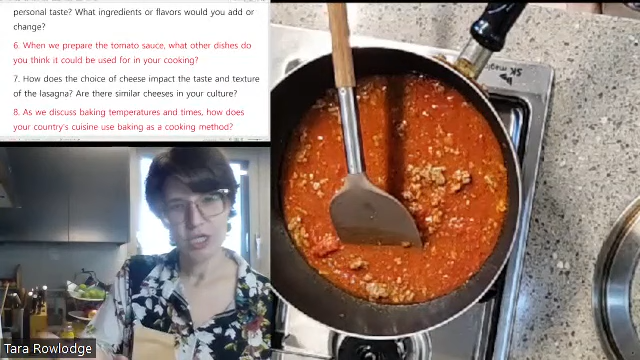 personal taste? What ingredients or flavors would you add or
change?
6. When we prepare the tomato sauce, what other dishes do
you think it could be used for in your cooking?
7. How does the choice of cheese impact the taste and texture
of the lasagna? Are there similar cheeses in your culture?
8. As we discuss baking temperatures and times, how does
your country's cuisine use baking as a cooking method?
SK magic
Tara Rowlodge